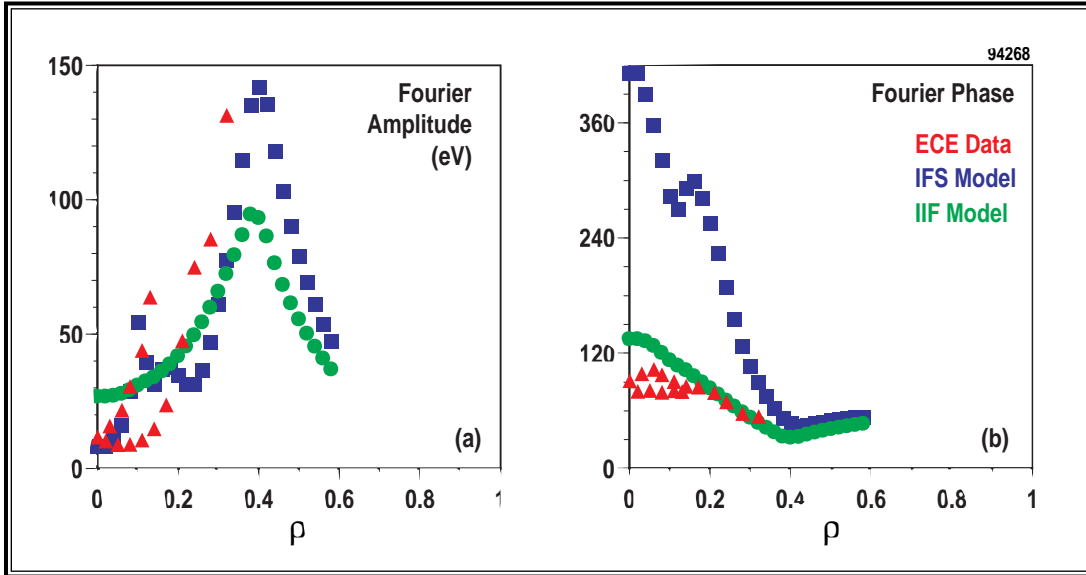 94268
150
100
50
0
Fourier
Amplitude
(eV)
(a)
0 0.2 0.4 0.6 0.8 1
ρ
360
240
120
0
Fourier Phase
ECE Data
IFS Model
IIF Model
(b)
0 0.2 0.4 0.6 0.8 1
ρ